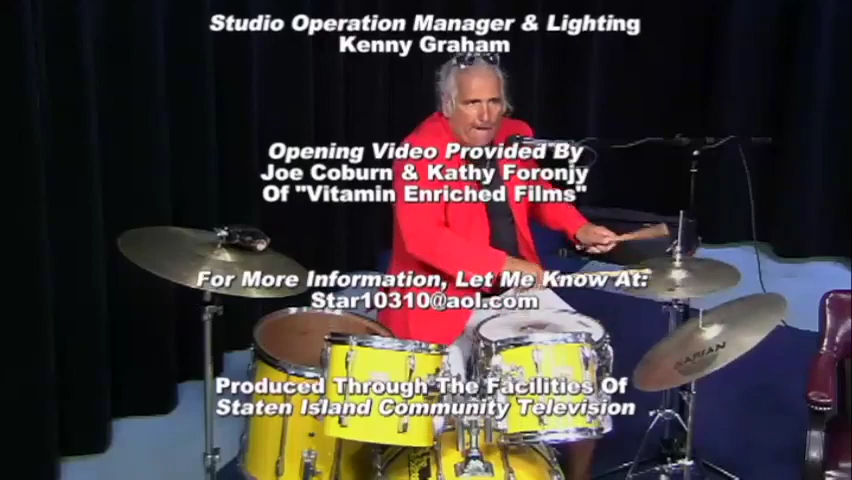 Studio Operation Manager & Lighting
Kenny Graham
Opening Video Provided By
Joe Coburn & Kathy Foronjy
Of "Vitamin Enriched Films"
For More Information, Let Me Know At:
Star10310@aol.com
SABIAN
Produced Through The Facilities Of
Staten Island Community Television